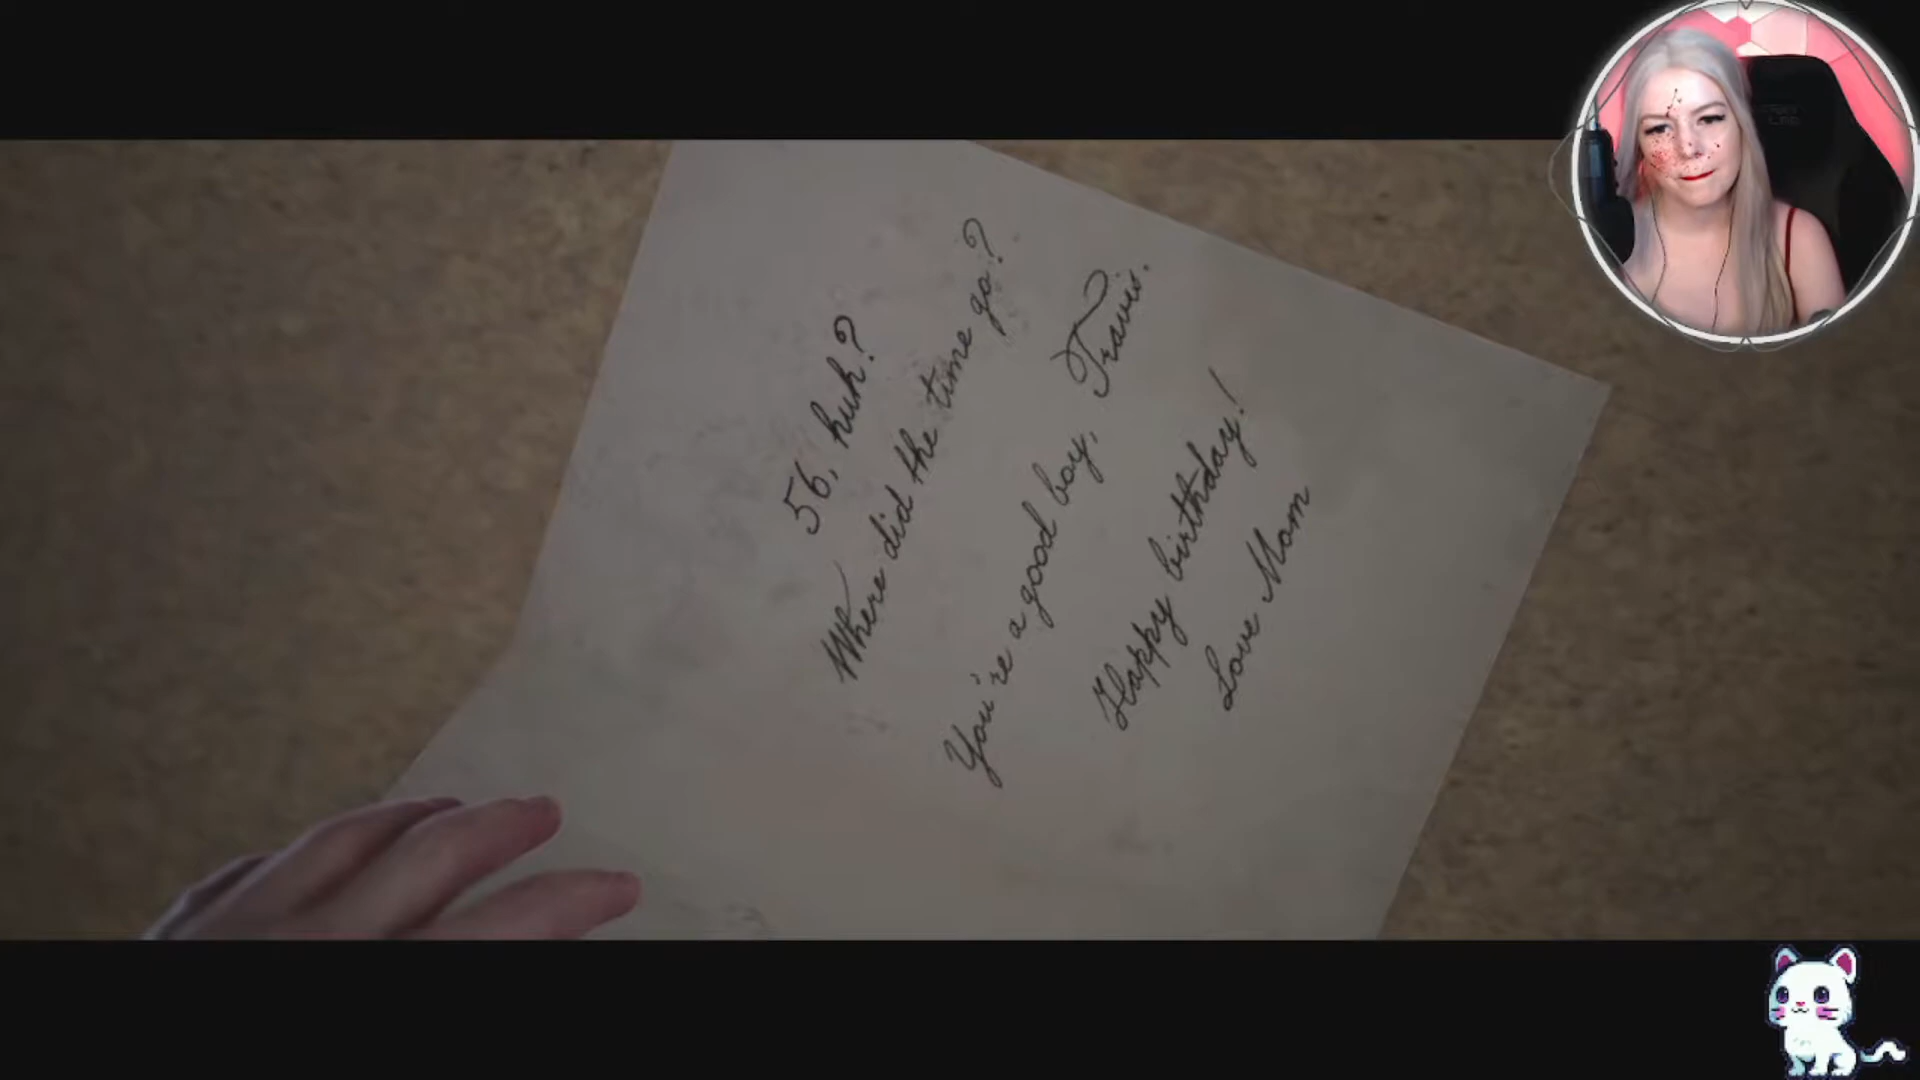 56, huh?
Where did the time go?
You're a good boy, Travis.
Happy birthday!
Love Mom